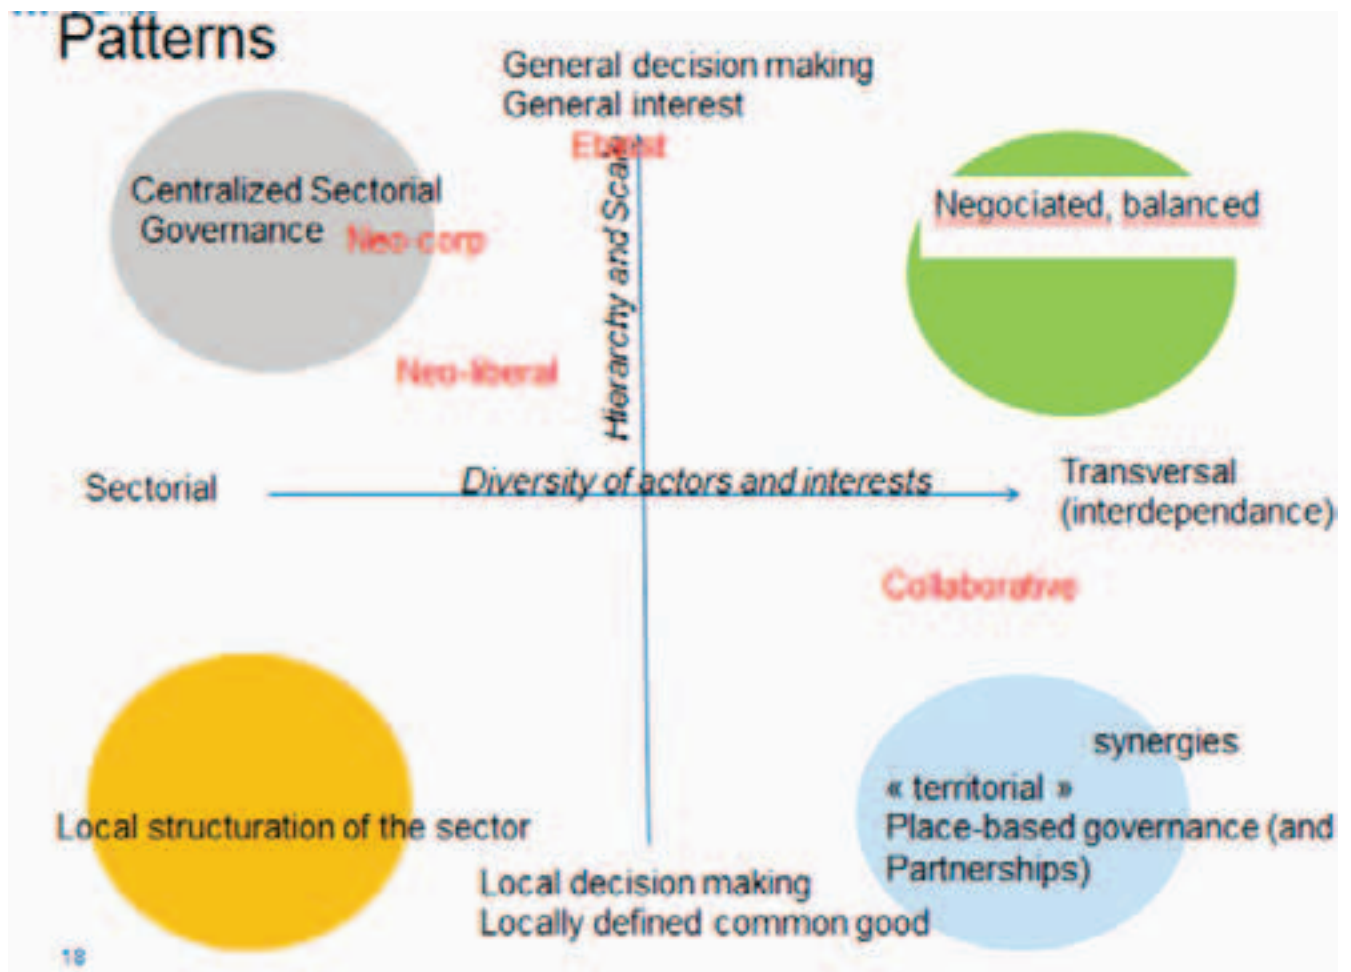 Patterns
General decision making
General interest
Hierarchy and Scale
Centralized Sectorial
Governance
Neo-corp
Negociated, balanced
Neo-liberal
Sectorial
Diversity of actors and interests
Transversal
(interdependance)
Collaborative
synergies
« territorial »
Place-based governance (and
Partnerships)
Local structuration of the sector
Local decision making
Locally defined common good
18